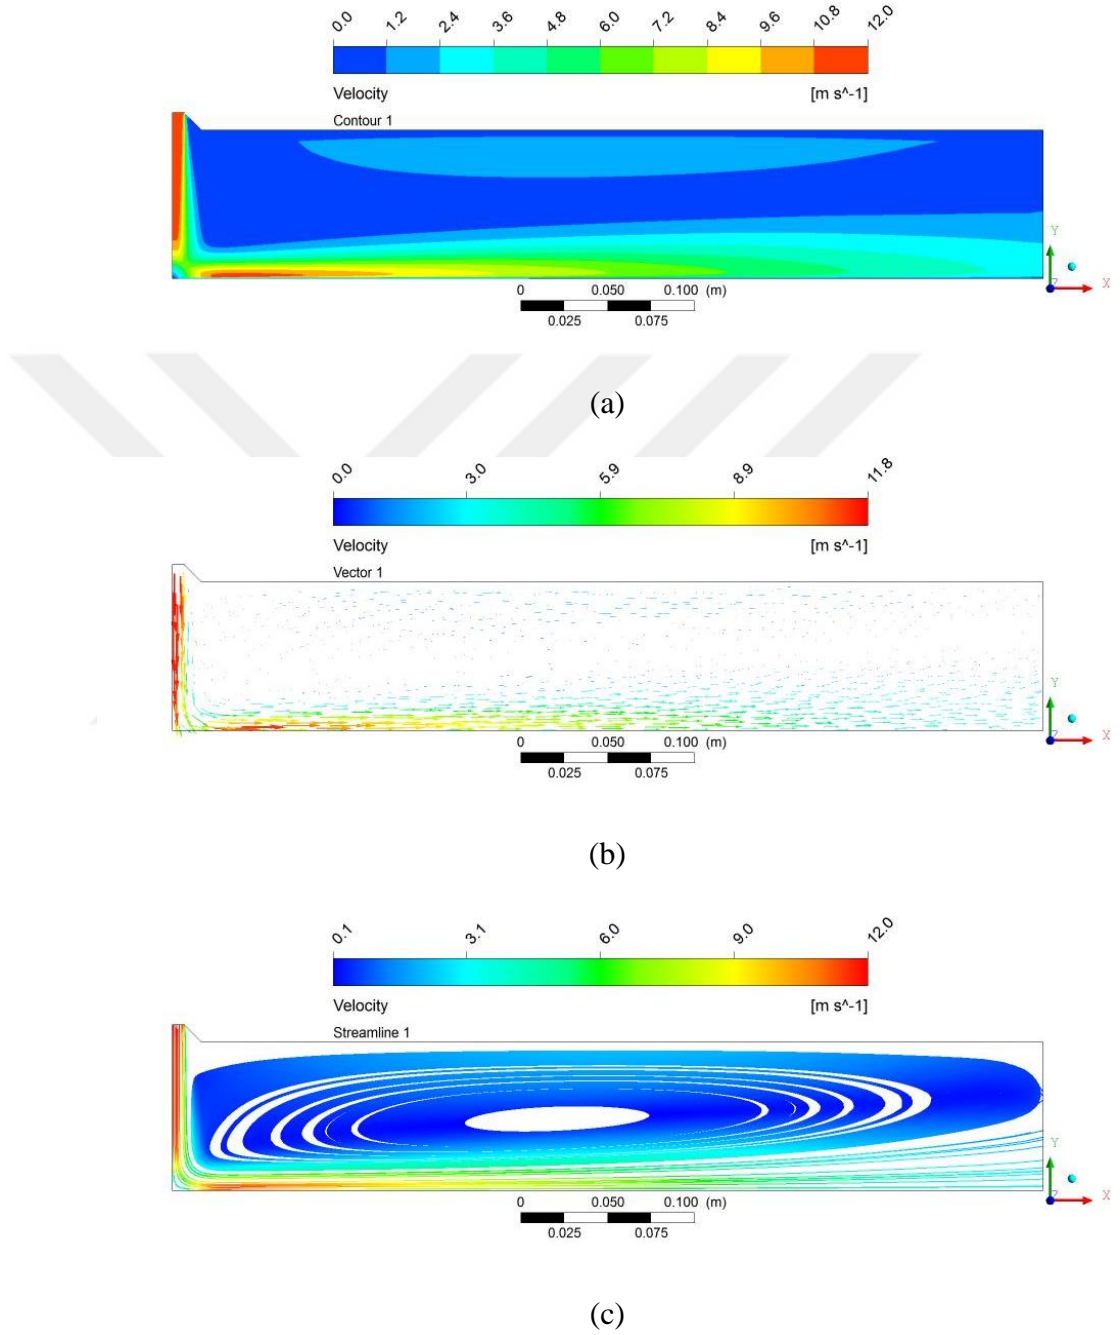 0.0 1.2 2.4 3.6 4.8 6.0 7.2 8.4 9.6 10.8 12.0
Velocity [m s^-1]
Contour 1
Y
X
0 0.050 0.100 (m)
0.025 0.075
(a)
0.0 3.0 5.9 8.9 11.8
Velocity [m s^-1]
Vector 1
Y
X
0 0.050 0.100 (m)
0.025 0.075
(b)
0.1 3.1 6.0 9.0 12.0
Velocity [m s^-1]
Streamline 1
Y
X
0 0.050 0.100 (m)
0.025 0.075
(c)